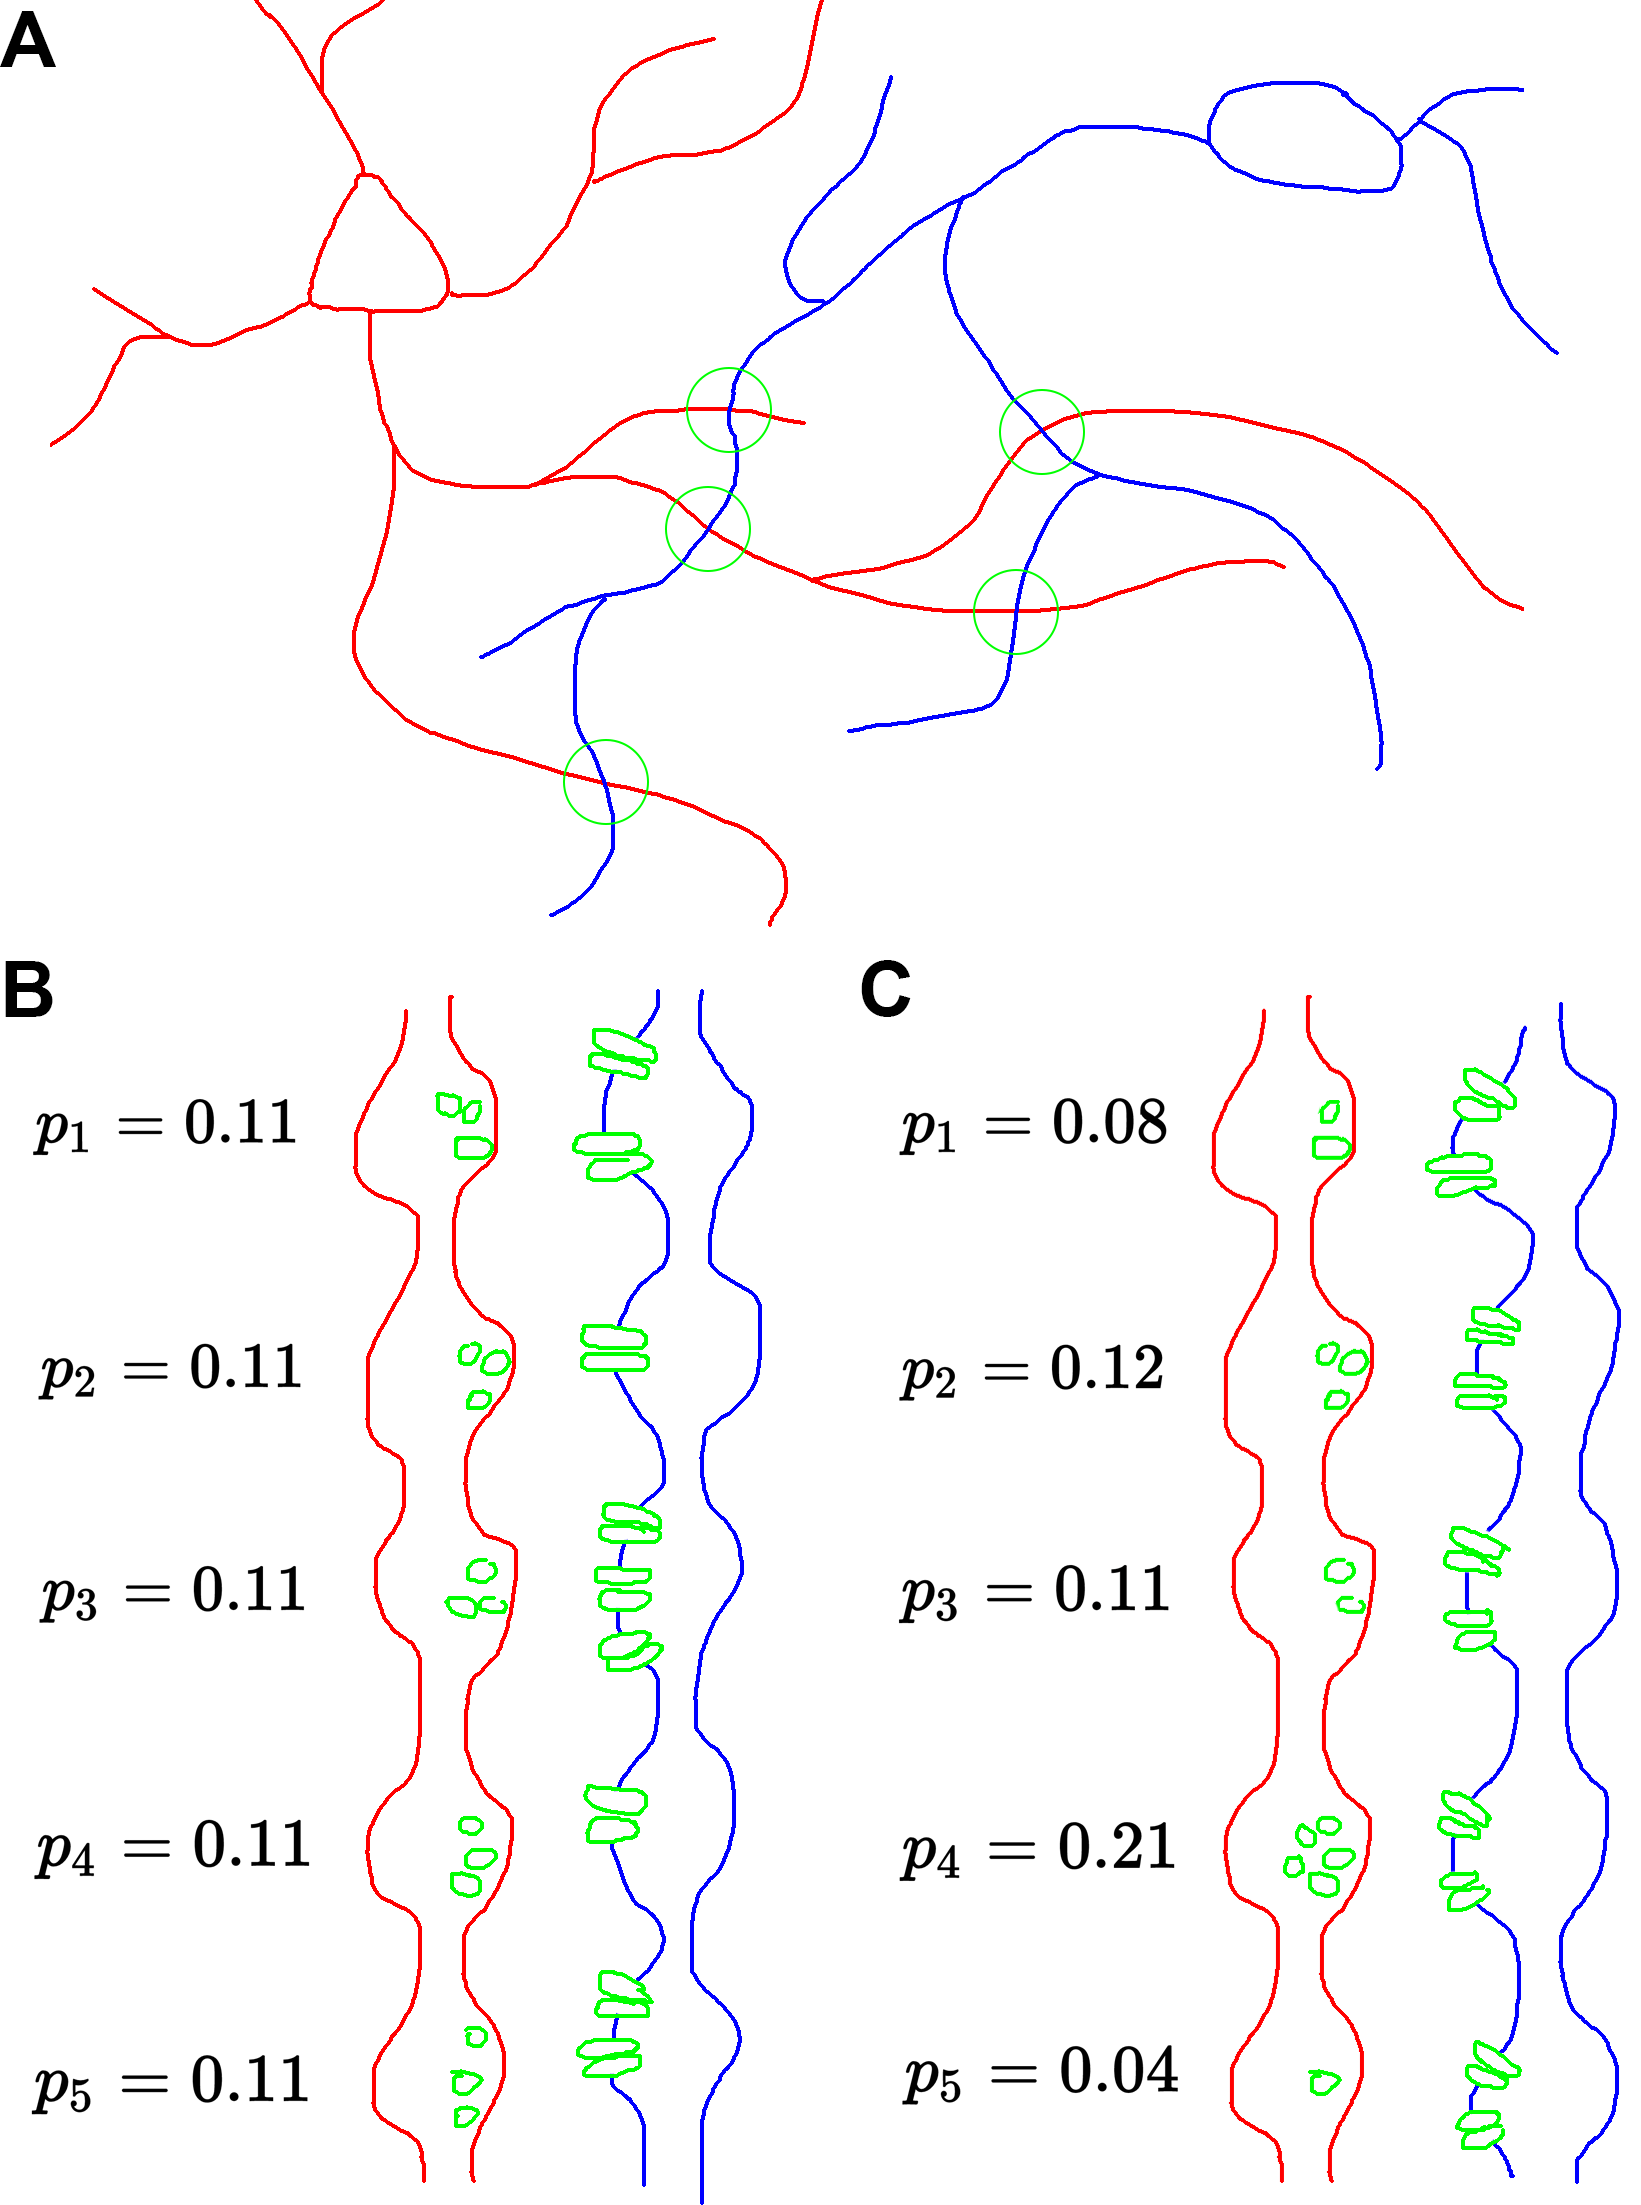 A
B
p1 = 0.11
p2 = 0.11
p3 = 0.11
p4 = 0.11
p5 = 0.11
C
p1 = 0.08
p2 = 0.12
p3 = 0.11
p4 = 0.21
p5 = 0.04